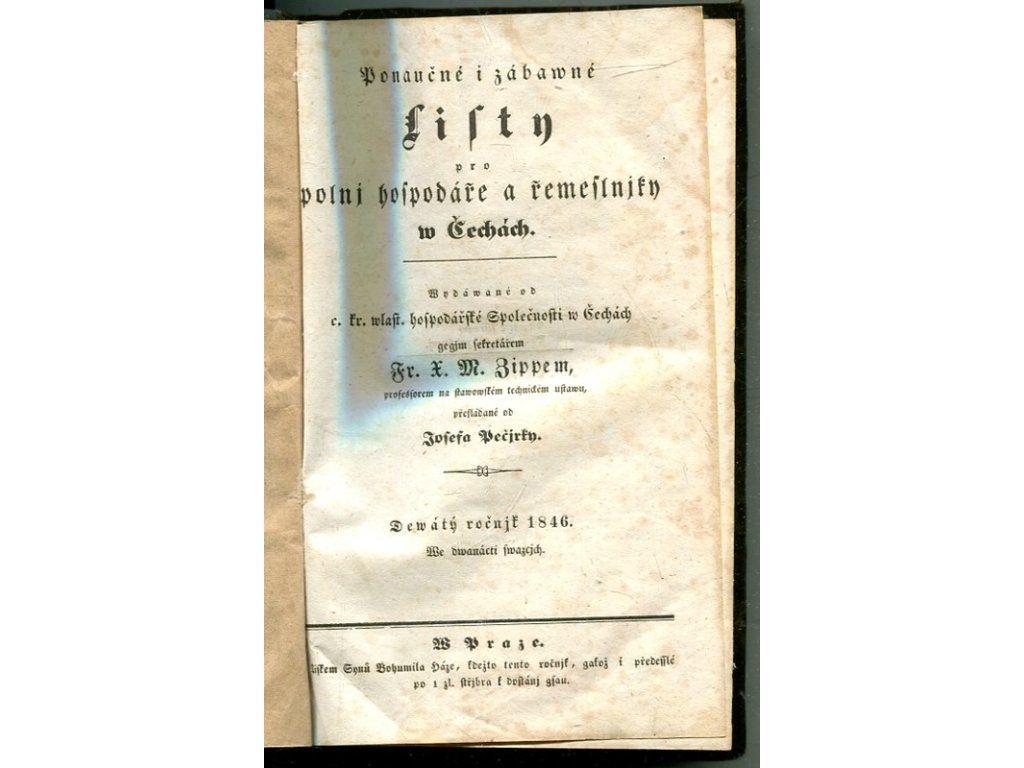 Ponaučné i zábawné
Listy
pro
polnj hospodáře a řemeslnjky
w Čechách.
Wydáwané od
c. kr. wlast. hospodářské Společnosti w Čechách
gegjm sekretářem
Fr. X. M. Zippem,
professorem na stawowském technickém ustawu,
překládané od
Josefa Pečjrky.
Dewátý ročnjk 1846.
We dwanácti swazcjch.
W Praze.
Tiskem Synů Bohumila Háze, kdežto tento ročnjk, gakož i předesslé
po 1 zl. střjbra k dostánj gsau.